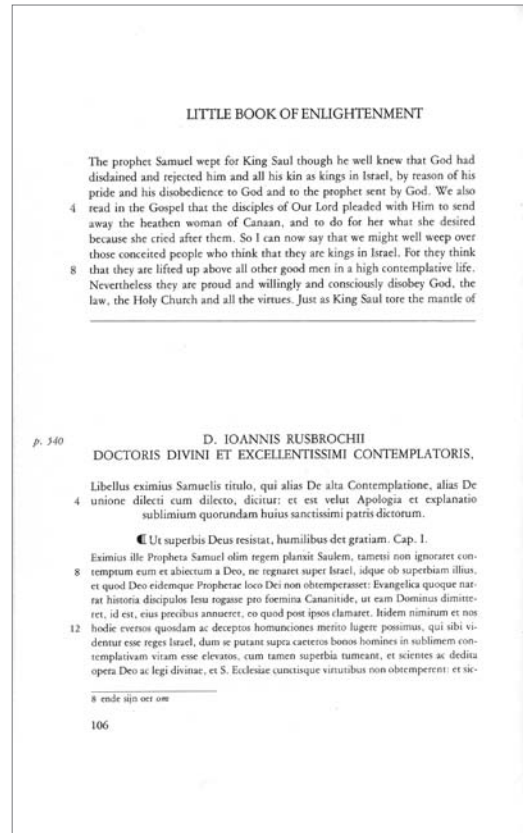 LITTLE BOOK OF ENLIGHTENMENT
The prophet Samuel wept for King Saul though he well knew that God had
disdained and rejected him and all his kin as kings in Israel, by reason of his
pride and his disobedience to God and to the prophet sent by God. We also
4 read in the Gospel that the disciples of Our Lord pleaded with Him to send
away the heathen woman of Canaan, and to do for her what she desired
because she cried after them. So I can now say that we might well weep over
those conceited people who think that they are kings in Israel. For they think
8 that they are lifted up above all other good men in a high contemplative life.
Nevertheless they are proud and willingly and consciously disobey God, the
law, the Holy Church and all the virtues. Just as King Saul tore the mantle of
p. 540
D. IOANNIS RUSBROCHII
DOCTORIS DIVINI ET EXCELLENTISSIMI CONTEMPLATORIS,
Libellus eximius Samuelis titulo, qui alias De alta Contemplatione, alias De
4 unione dilecti cum dilecto, dicitur: et est velut Apologia et explanatio
sublimium quorundam huius sanctissimi patris dictorum.
¶ Ut superbis Deus resistat, humilibus det gratiam. Cap. I.
Eximius ille Propheta Samuel olim regem planxit Saulem, tametsi non ignoraret con-
8 temptum eum et abiectum a Deo, ne regnaret super Israel, idque ob superbiam illius,
et quod Deo eidemque Prophetae loco Dei non obtemperasset: Evangelica quoque nar-
rat historia discipulos Iesu rogasse pro foemina Cananitide, ut eam Dominus dimitte-
ret, id est, eius precibus annueret, eo quod post ipsos clamaret. Itidem nimirum et nos
12 hodie eversos quosdam ac deceptos homunciones merito lugere possimus, qui sibi vi-
dentur esse reges Israel, dum se putant supra caeteros bonos homines in sublimem con-
templativam vitam esse elevatos, cum tamen superbia tumeant, et scientes ac dedita
opera Deo ac legi divinae, et S. Ecclesiae cunctisque virtutibus non obtemperent: et sic-
8 ende sijn oet om
106